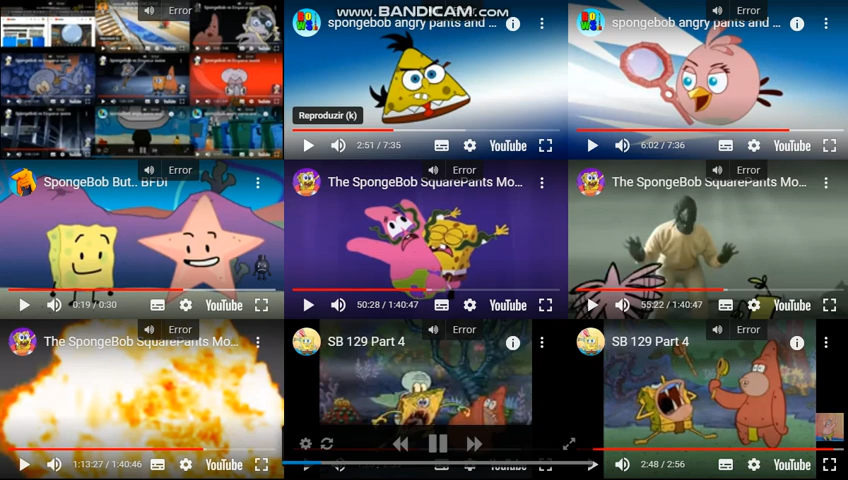 www.BANDICAM.com
Error
spongebob angry pants and ...
Reproduzir (k)
2:51 / 7:35
YouTube
Error
spongebob angry pants and ...
6:02 / 7:36
YouTube
Error
SpongeBob But.. BFDI
0:19 / 0:30
YouTube
Error
The SpongeBob SquarePants Mo...
50:28 / 1:40:47
YouTube
Error
The SpongeBob SquarePants Mo...
55:22 / 1:40:47
YouTube
Error
The SpongeBob SquarePants Mo...
1:13:27 / 1:40:46
YouTube
Error
SB 129 Part 4
Error
SB 129 Part 4
2:48 / 2:56
YouTube